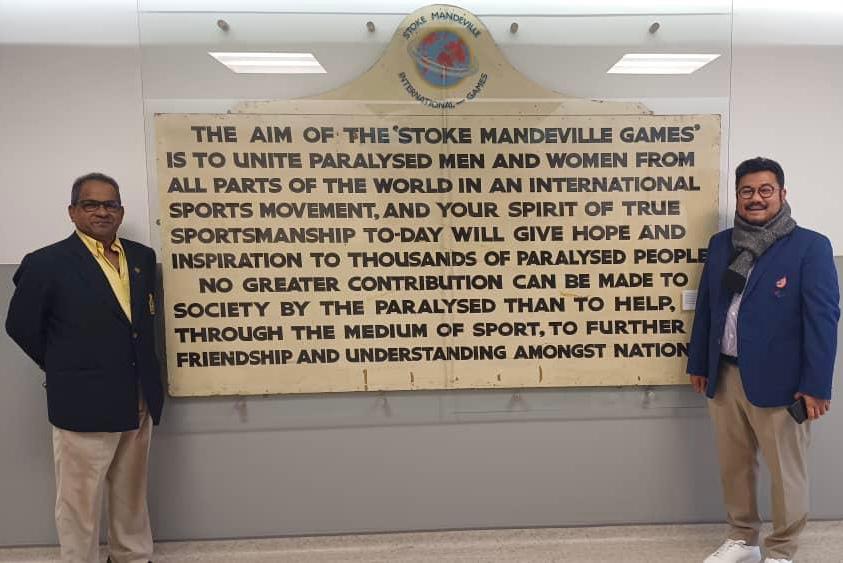 STOKE MANDEVILLE
INTERNATIONAL GAMES
THE AIM OF THE "STOKE MANDEVILLE GAMES"
IS TO UNITE PARALYSED MEN AND WOMEN FROM
ALL PARTS OF THE WORLD IN AN INTERNATIONAL
SPORTS MOVEMENT, AND YOUR SPIRIT OF TRUE
SPORTSMANSHIP TO-DAY WILL GIVE HOPE AND
INSPIRATION TO THOUSANDS OF PARALYSED PEOPLE
NO GREATER CONTRIBUTION CAN BE MADE TO
SOCIETY BY THE PARALYSED THAN TO HELP,
THROUGH THE MEDIUM OF SPORT, TO FURTHER
FRIENDSHIP AND UNDERSTANDING AMONGST NATION